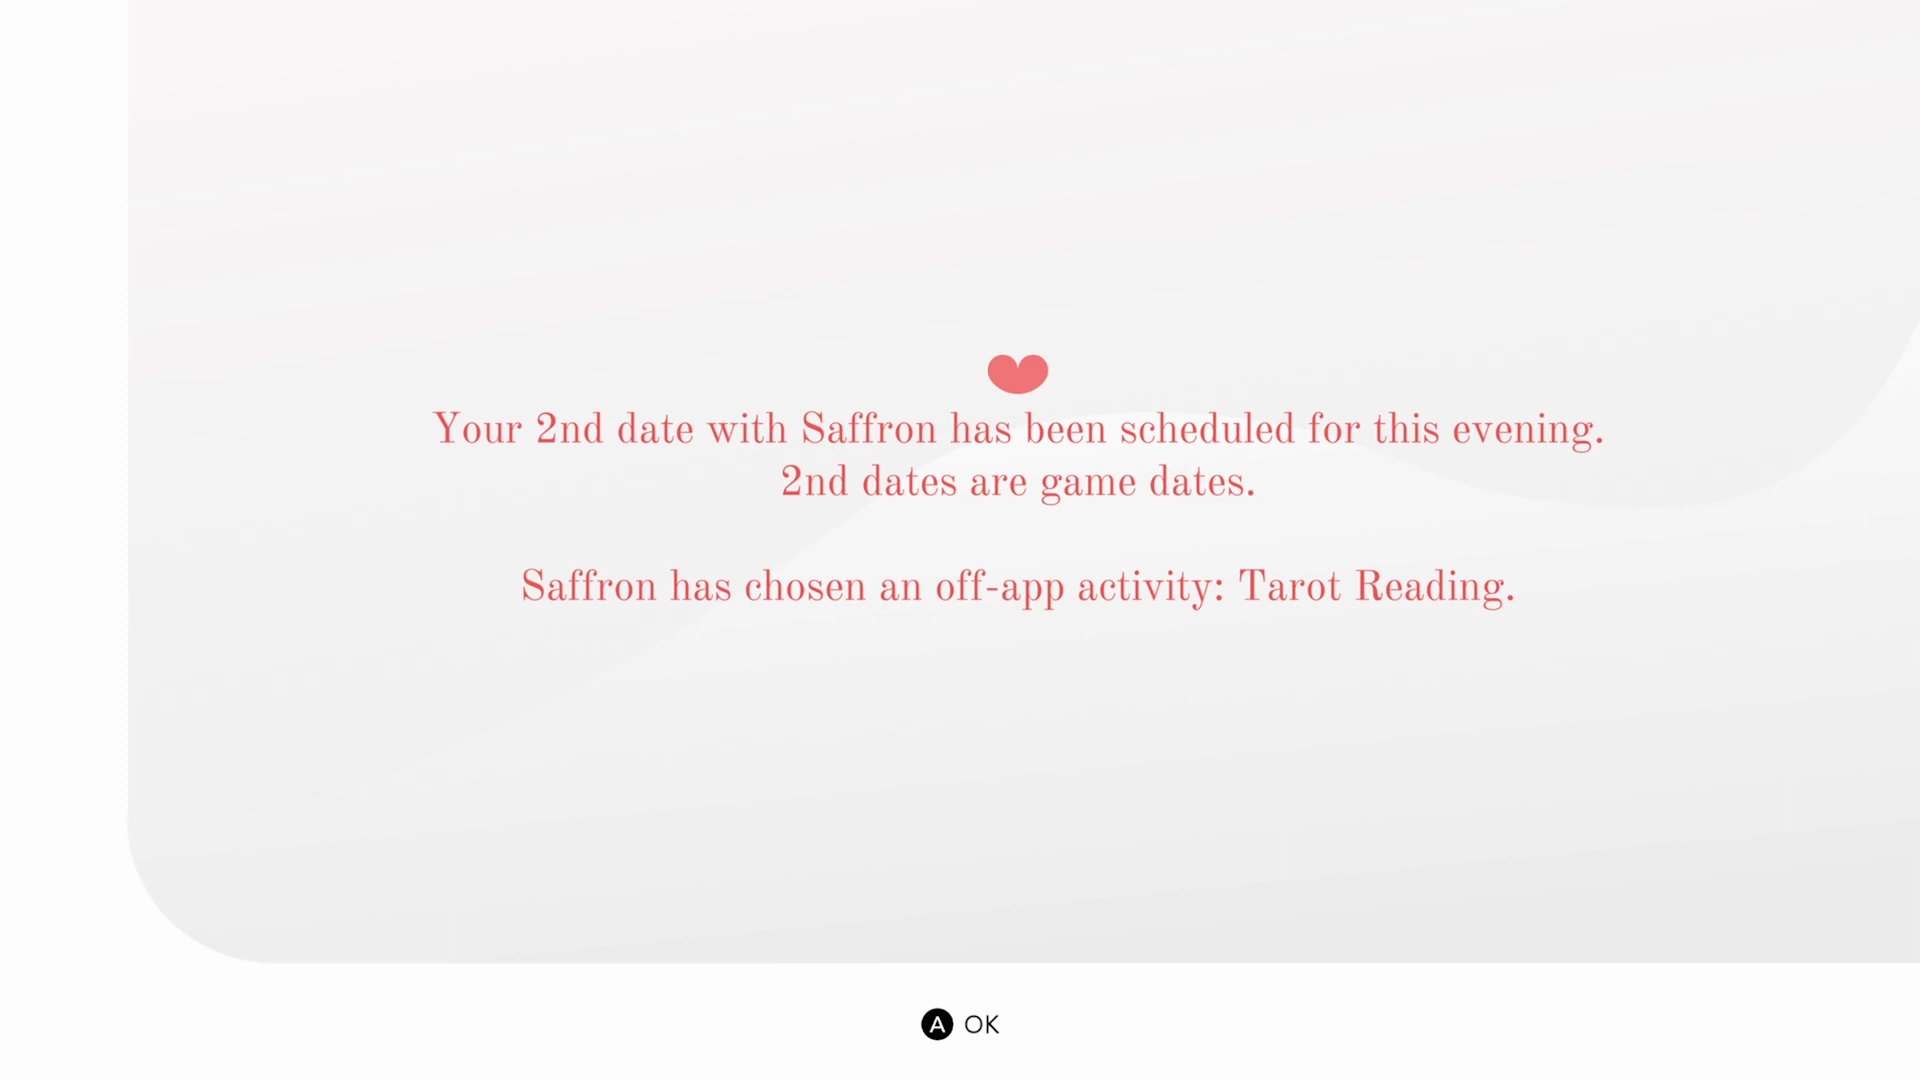 Your 2nd date with Saffron has been scheduled for this evening.
2nd dates are game dates.
Saffron has chosen an off-app activity: Tarot Reading.
A OK